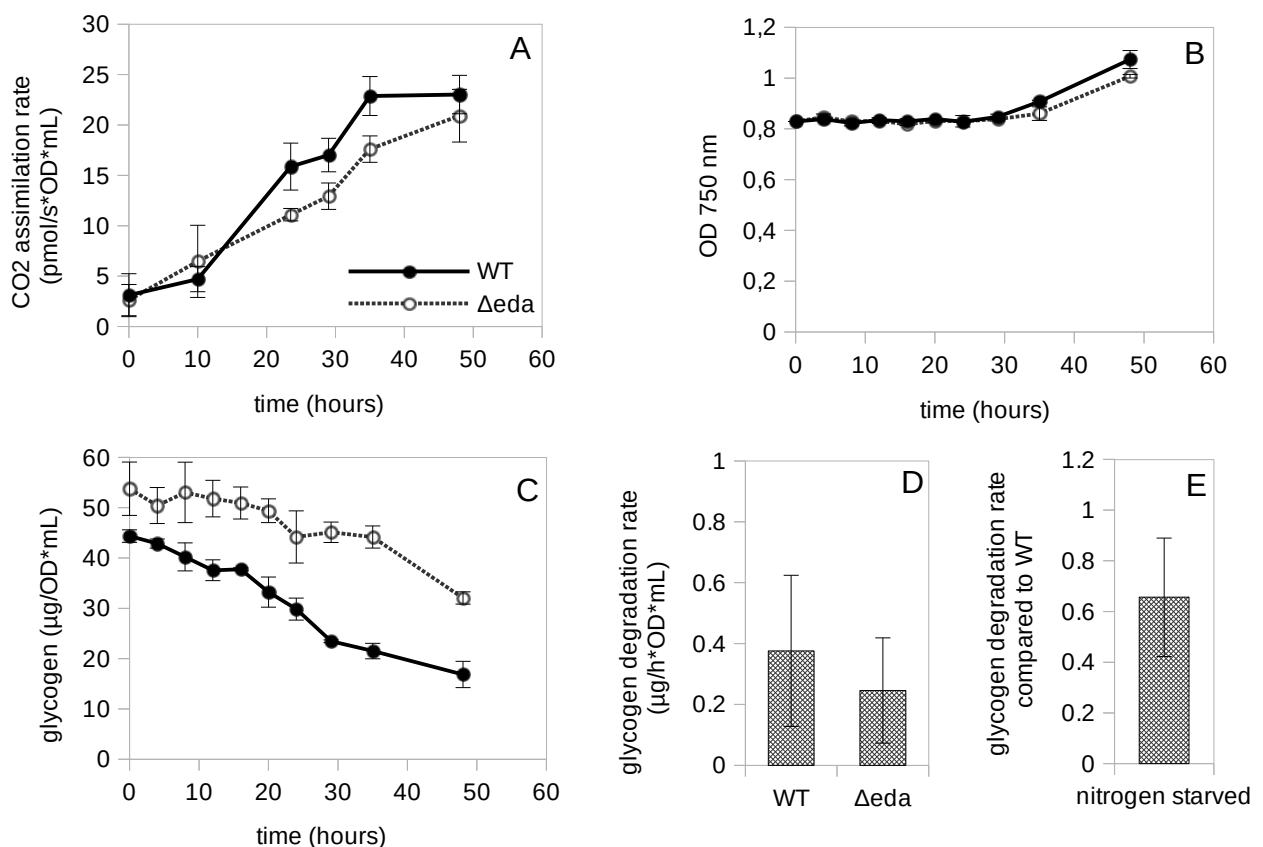 A
CO2 assimilation rate
(pmol/s*OD*mL)
30
25
20
15
10
5
0
WT
Δeda
0 10 20 30 40 50 60
time (hours)
B
OD 750 nm
1,2
1
0,8
0,6
0,4
0,2
0
0 10 20 30 40 50 60
time (hours)
C
glycogen (µg/OD*mL)
60
50
40
30
20
10
0
0 10 20 30 40 50 60
time (hours)
D
glycogen degradation rate
(µg/h*OD*mL)
1
0.8
0.6
0.4
0.2
0
WT Δeda
E
glycogen degradation rate
compared to WT
1.2
1
0.8
0.6
0.4
0.2
0
nitrogen starved